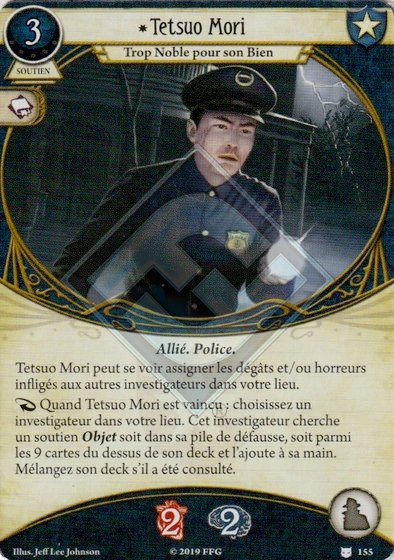 3
SOUTIEN
✶Tetsuo Mori
Trop Noble pour son Bien
Allié. Police.
Tetsuo Mori peut se voir assigner les dégâts et/ou horreurs
infligés aux autres investigateurs dans votre lieu.
Quand Tetsuo Mori est vaincu : choisissez un
investigateur dans votre lieu. Cet investigateur cherche
un soutien Objet soit dans sa pile de défausse, soit parmi
les 9 cartes du dessus de son deck et l'ajoute à sa main.
Mélangez son deck s'il a été consulté.
2 2
Illus. Jeff Lee Johnson © 2019 FFG 155